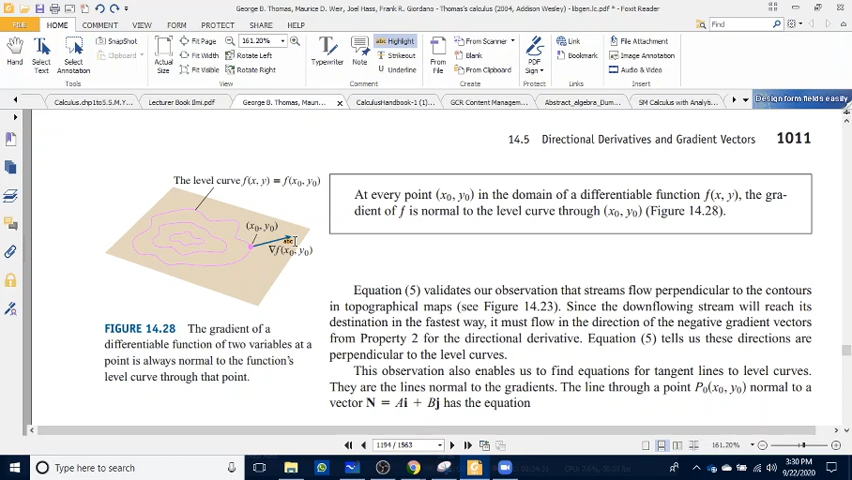 George B. Thomas, Maurice D. Weir, Joel Hass, Frank R. Giordano - Thomas's calculus (2004, Addison Wesley) - libgen.lc.pdf * - Foxit Reader
FILE HOME COMMENT VIEW FORM PROTECT SHARE HELP
Find
SnapShot
Clipboard
Hand
Select Text
Select Annotation
Tools
Actual Size
Fit Page
Fit Width
Fit Visible
161.20%
Rotate Left
Rotate Right
View
Typewriter
Note
Highlight
Strikeout
Underline
Comment
From File
From Scanner
Blank
From Clipboard
Create
PDF Sign
Protect
Link
Bookmark
Links
File Attachment
Image Annotation
Audio & Video
Insert
Calculus.chp1to5.S.M.Y...
Lecturer Book Ilmi.pdf
George B. Thomas, Mau...
CalculusHandbook-1 (1)...
GCR Content Managem...
Abstract_algebra_Dum...
SM Calculus with Analyt...
Design form fields easily
14.5 Directional Derivatives and Gradient Vectors 1011
The level curve f(x, y) = f(x₀, y₀)
(x₀, y₀)
abc
∇f(x₀, y₀)
FIGURE 14.28 The gradient of a
differentiable function of two variables at a
point is always normal to the function's
level curve through that point.
At every point (x₀, y₀) in the domain of a differentiable function f(x, y), the gra-
dient of f is normal to the level curve through (x₀, y₀) (Figure 14.28).
Equation (5) validates our observation that streams flow perpendicular to the contours
in topographical maps (see Figure 14.23). Since the downflowing stream will reach its
destination in the fastest way, it must flow in the direction of the negative gradient vectors
from Property 2 for the directional derivative. Equation (5) tells us these directions are
perpendicular to the level curves.
This observation also enables us to find equations for tangent lines to level curves.
They are the lines normal to the gradients. The line through a point P₀(x₀, y₀) normal to a
vector N = Ai + Bj has the equation
1194 / 1563
161.20%
Type here to search
3:30 PM
9/22/2020